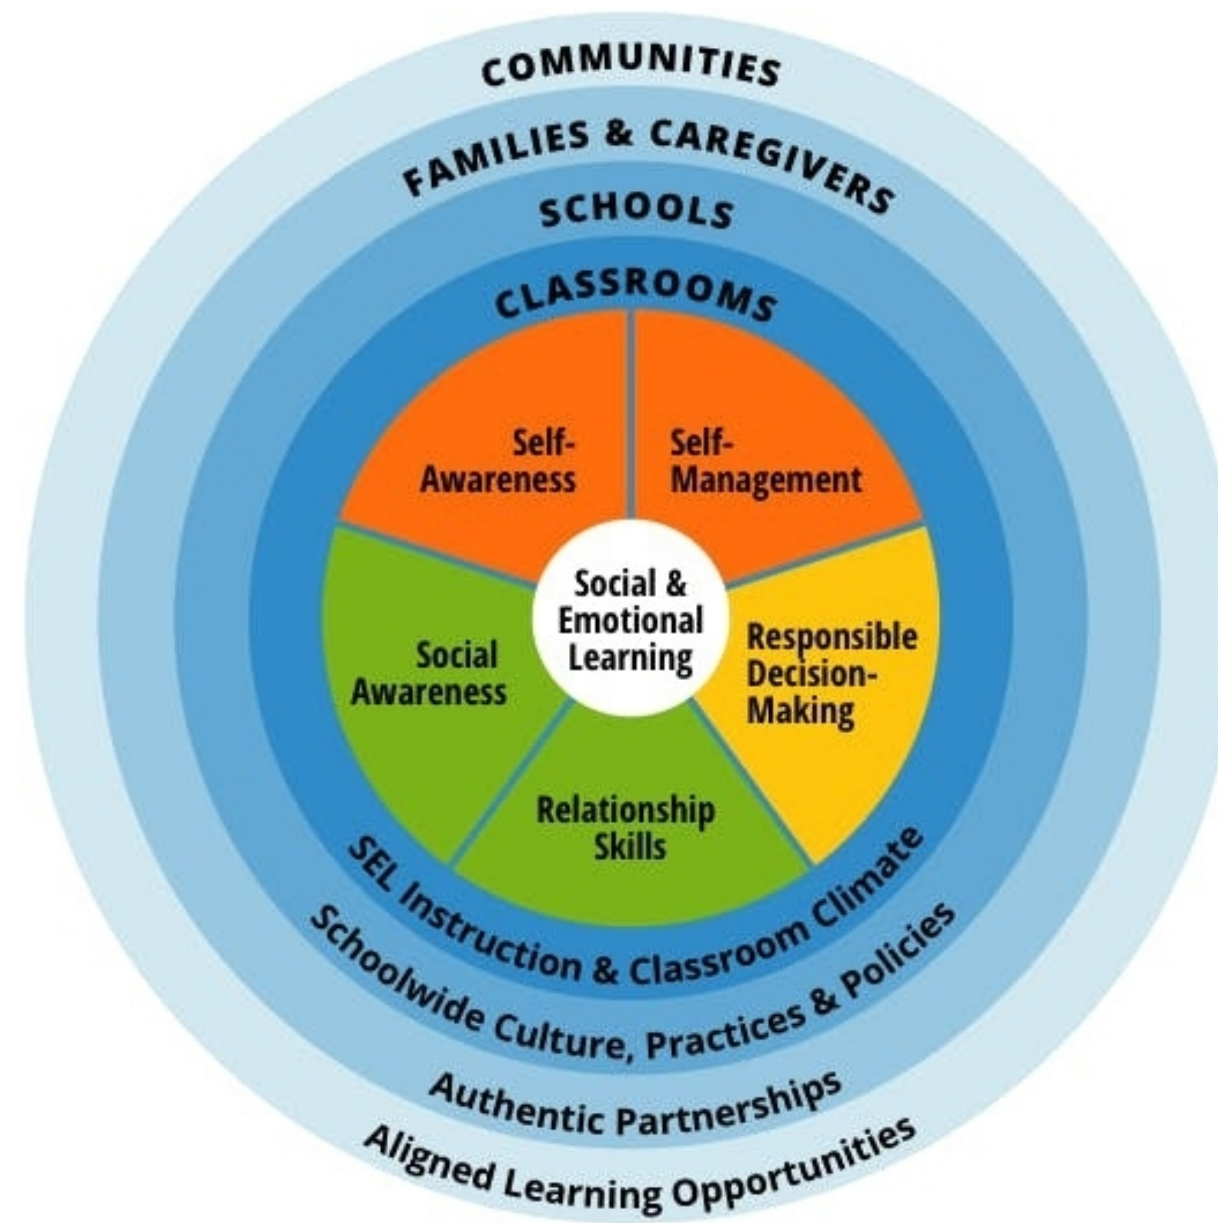 COMMUNITIES
FAMILIES & CAREGIVERS
SCHOOLS
CLASSROOMS
Self-
Awareness
Self-
Management
Social &
Emotional
Learning
Social
Awareness
Responsible
Decision-
Making
Relationship
Skills
SEL Instruction & Classroom Climate
Schoolwide Culture, Practices & Policies
Authentic Partnerships
Aligned Learning Opportunities